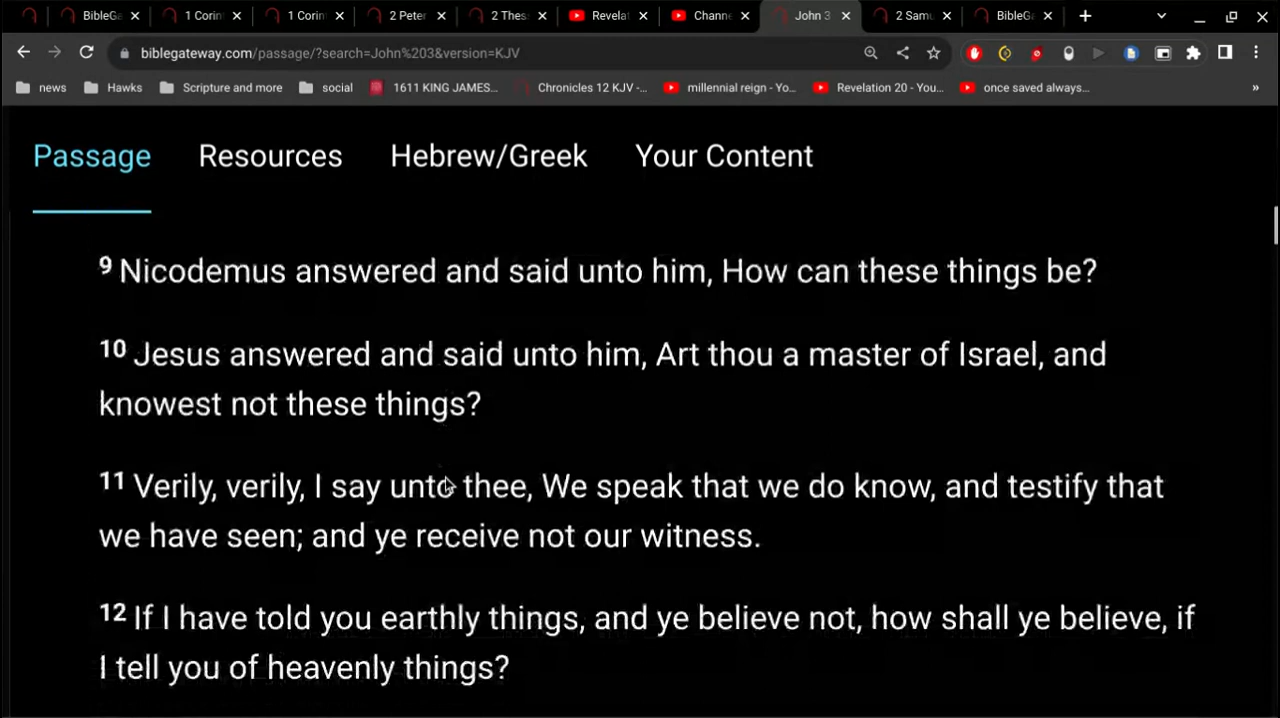 BibleGa
1 Corin
1 Corin
2 Peter
2 Thes
Revela
Chann
John 3
2 Samu
BibleGa
biblegateway.com/passage/?search=John%203&version=KJV
news Hawks Scripture and more social 1611 KING JAMES... Chronicles 12 KJV -... millennial reign - Yo... Revelation 20 - You... once saved always... »
Passage Resources Hebrew/Greek Your Content
9 Nicodemus answered and said unto him, How can these things be?
10 Jesus answered and said unto him, Art thou a master of Israel, and
knowest not these things?
11 Verily, verily, I say unto thee, We speak that we do know, and testify that
we have seen; and ye receive not our witness.
12 If I have told you earthly things, and ye believe not, how shall ye believe, if
I tell you of heavenly things?